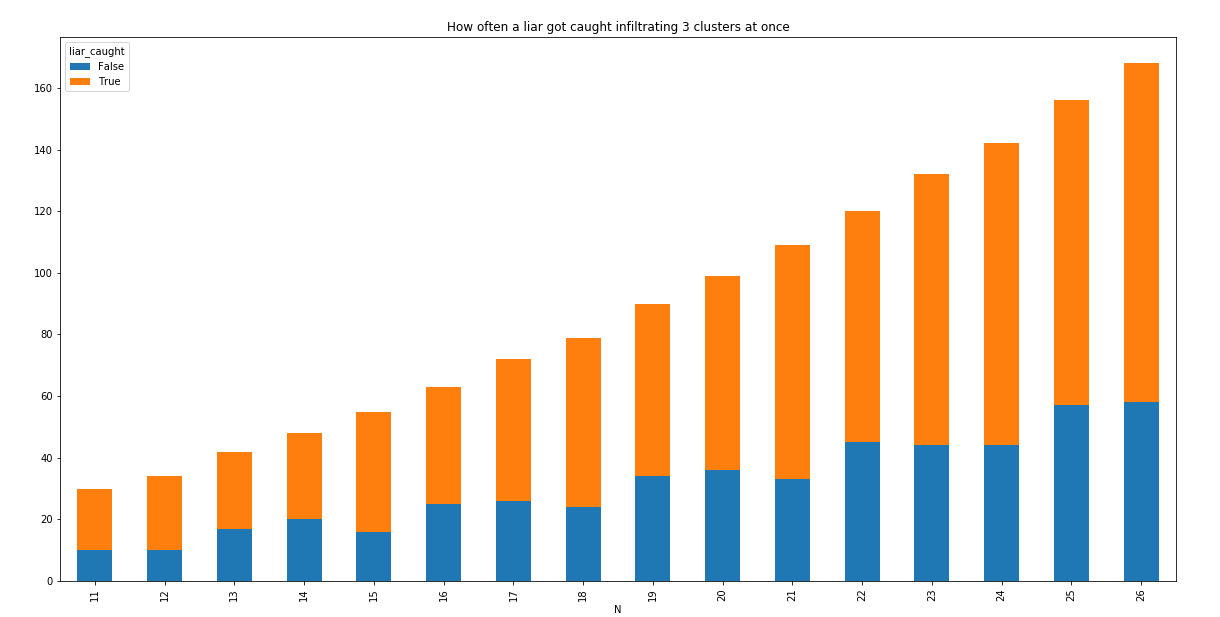 How often a liar got caught infiltrating 3 clusters at once
liar_caught
False
True
160
140
120
100
80
60
40
20
0
11 12 13 14 15 16 17 18 19 20 21 22 23 24 25 26
N